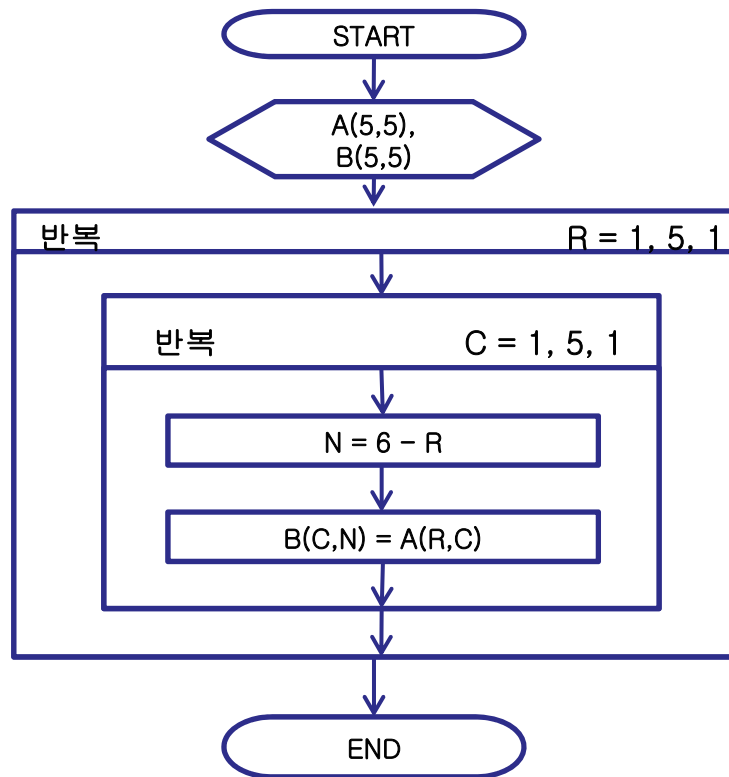 START
A(5,5),
B(5,5)
반복 R = 1, 5, 1
반복 C = 1, 5, 1
N = 6 – R
B(C,N) = A(R,C)
END